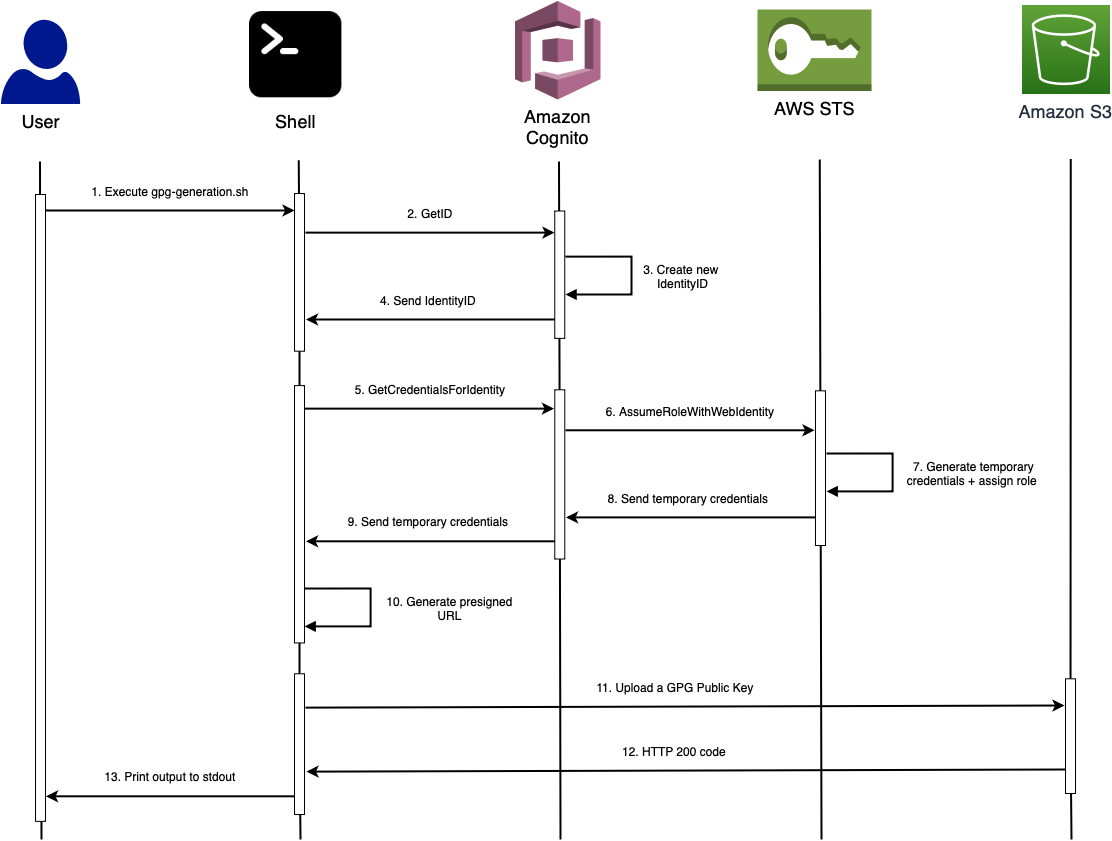 User
Shell
Amazon
Cognito
AWS STS
Amazon S3
1. Execute gpg-generation.sh
2. GetID
3. Create new
IdentityID
4. Send IdentityID
5. GetCredentialsForIdentity
6. AssumeRoleWithWebIdentity
7. Generate temporary
credentials + assign role
8. Send temporary credentials
9. Send temporary credentials
10. Generate presigned
URL
11. Upload a GPG Public Key
12. HTTP 200 code
13. Print output to stdout